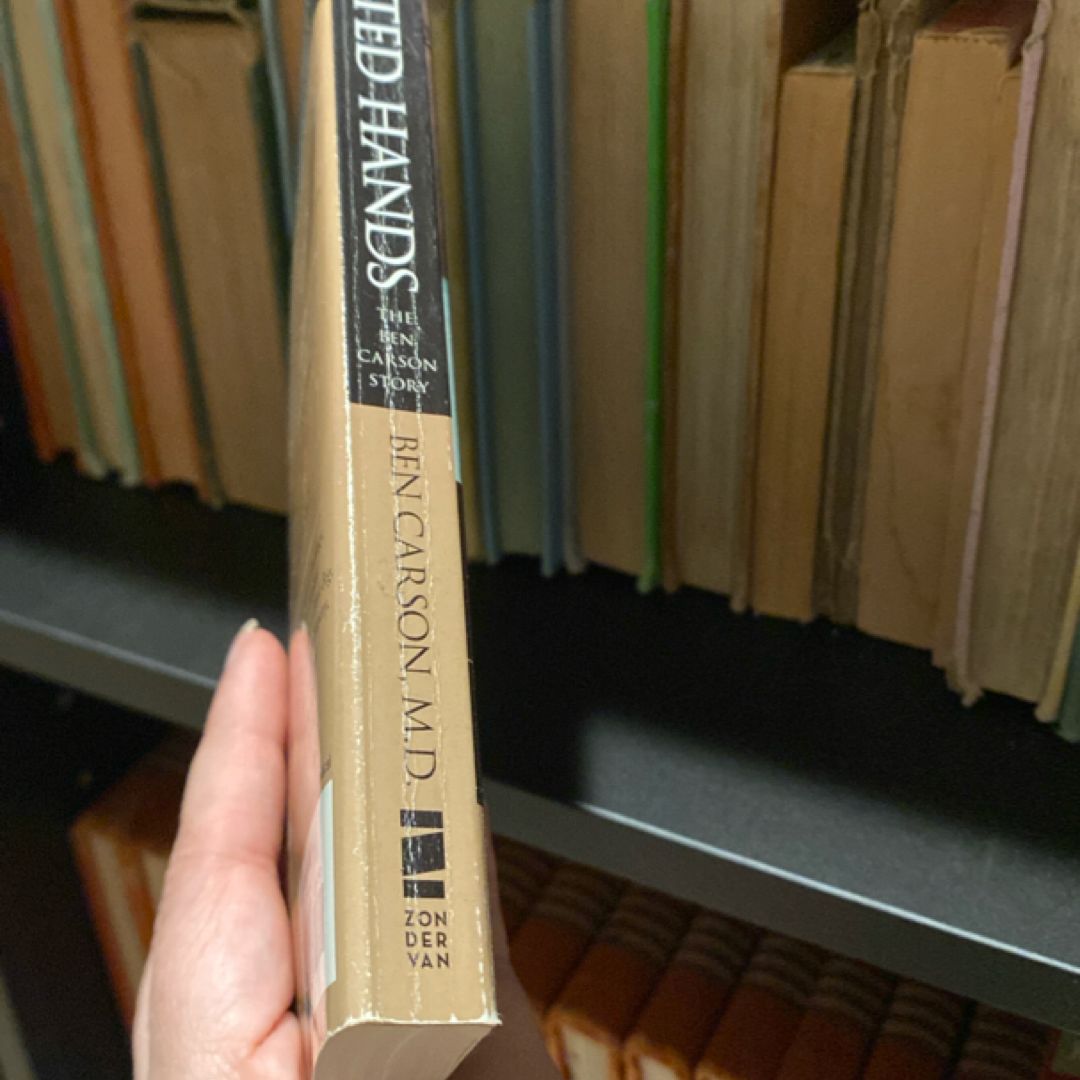 TED HANDS
THE
BEN
CARSON
STORY
BEN CARSON, M.D.
ZON
DER
VAN